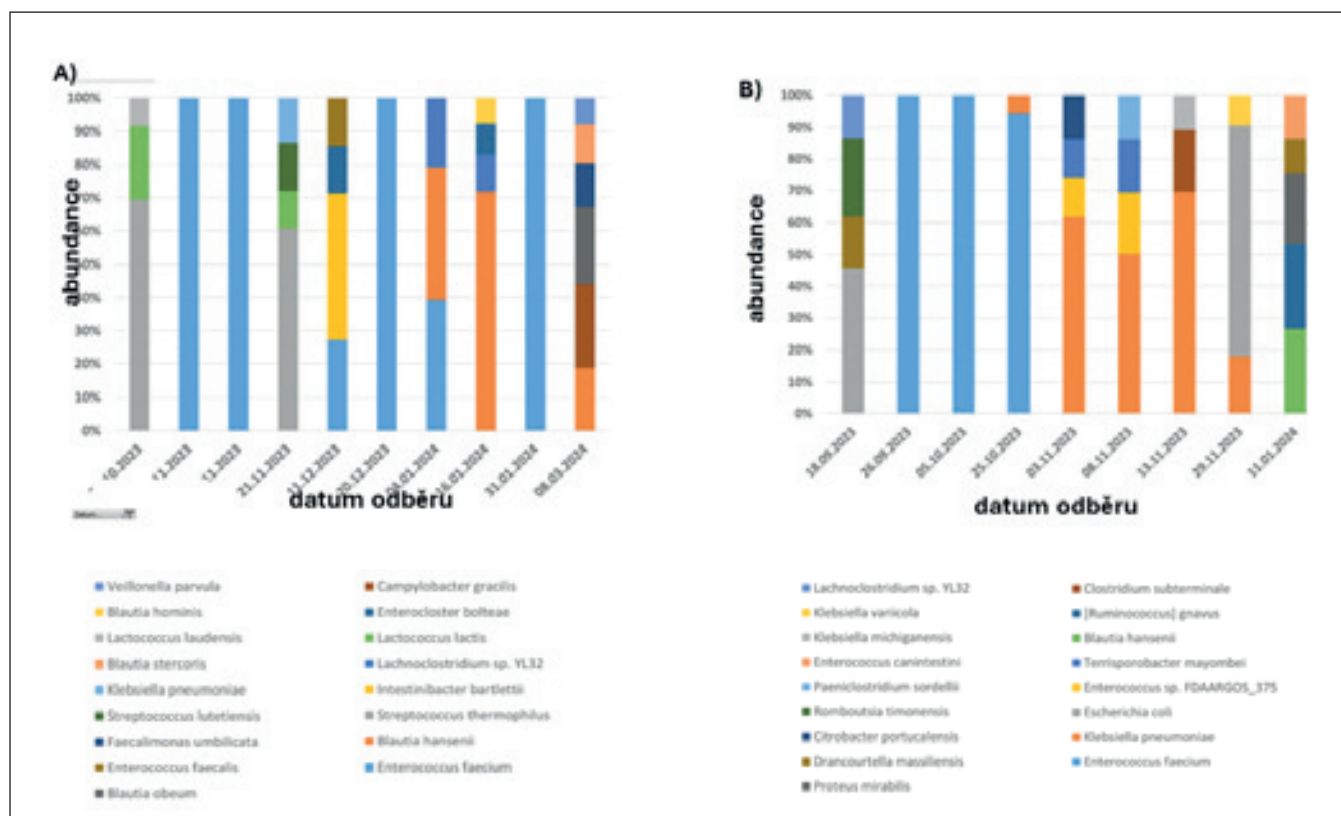 A)
100%
90%
80%
70%
60%
50%
40%
30%
20%
10%
0%
abundance
21.11.2023
11.12.2023
20.12.2023
16.01.2024
31.01.2024
08.03.2024
datum odběru
Veillonella parvula
Campylobacter gracilis
Blautia hominis
Enterocloster bolteae
Lactococcus laudensis
Lactococcus lactis
Blautia stercoris
Lachnoclostridium sp. YL32
Klebsiella pneumoniae
Intestinibacter bartlettii
Streptococcus lutetiensis
Streptococcus thermophilus
Faecalimonas umbilicata
Blautia hansenii
Enterococcus faecalis
Enterococcus faecium
Blautia obeum
B)
100%
90%
80%
70%
60%
50%
40%
30%
20%
10%
0%
abundance
18.09.2023
26.09.2023
05.10.2023
25.10.2023
03.11.2023
08.11.2023
13.11.2023
29.11.2023
11.01.2024
datum odběru
Lachnoclostridium sp. YL32
Clostridium subterminale
Klebsiella variicola
[Ruminococcus] gnavus
Klebsiella michiganensis
Blautia hansenii
Enterococcus canintestini
Terrisporobacter mayombei
Paeniclostridium sordellii
Enterococcus sp. FDAARGOS_375
Romboutsia timonensis
Escherichia coli
Citrobacter portucalensis
Klebsiella pneumoniae
Drancourtella massiliensis
Enterococcus faecium
Proteus mirabilis